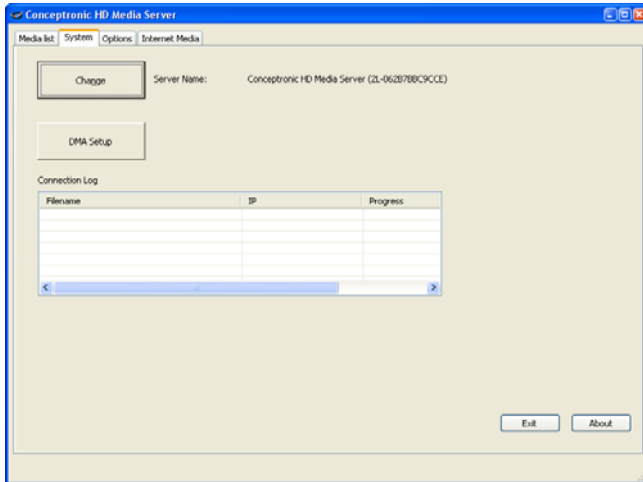 Conceptronic HD Media Server
Media list System Options Internet Media
Change Server Name: Conceptronic HD Media Server (2L-062B7BBC9CCE)
DMA Setup
Connection Log
Filename IP Progress
Exit About